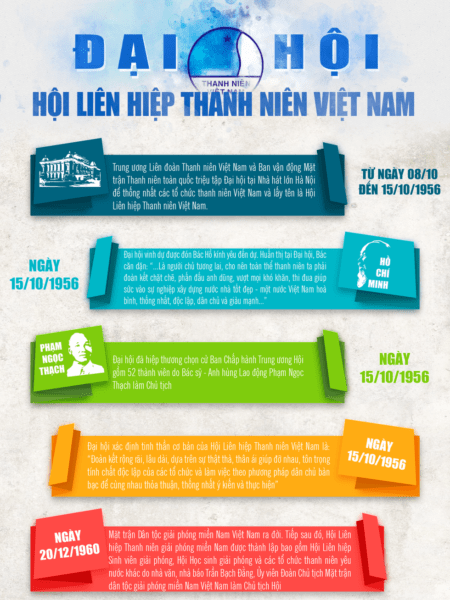 ĐẠI HỘI
THANH NIÊN
VIỆT NAM
HỘI LIÊN HIỆP THANH NIÊN VIỆT NAM
Trung ương Liên đoàn Thanh niên Việt Nam và Ban vận động Mặt
trận Thanh niên toàn quốc triệu tập Đại hội tại Nhà hát lớn Hà Nội
để thống nhất các tổ chức thanh niên Việt Nam và lấy tên là Hội
Liên hiệp Thanh niên Việt Nam.
TỪ NGÀY 08/10
ĐẾN 15/10/1956
NGÀY
15/10/1956
Đại hội vinh dự được đón Bác Hồ kính yêu đến dự. Huấn thị tại Đại hội, Bác
căn dặn: "...Là người chủ tương lai, cho nên toàn thể thanh niên ta phải
đoàn kết chặt chẽ, phấn đấu anh dũng, vượt mọi khó khăn, thi đua góp
sức vào sự nghiệp xây dựng nước nhà tốt đẹp - một nước Việt Nam hoà
bình, thống nhất, độc lập, dân chủ và giàu mạnh..."
HỒ
CHÍ
MINH
PHẠM
NGỌC
THẠCH
Đại hội đã hiệp thương chọn cử Ban Chấp hành Trung ương Hội
gồm 52 thành viên do Bác sỹ - Anh hùng Lao động Phạm Ngọc
Thạch làm Chủ tịch
NGÀY
15/10/1956
Đại hội xác định tinh thần cơ bản của Hội Liên hiệp Thanh niên Việt Nam là:
"Đoàn kết rộng rãi, lâu dài, dựa trên sự thật thà, thân ái giúp đỡ nhau, tôn trọng
tính chất độc lập của các tổ chức và làm việc theo phương pháp dân chủ bàn
bạc để cùng nhau thỏa thuận, thống nhất ý kiến và thực hiện"
NGÀY
15/10/1956
NGÀY
20/12/1960
Mặt trận Dân tộc giải phóng miền Nam Việt Nam ra đời. Tiếp sau đó, Hội Liên
hiệp Thanh niên giải phóng miền Nam được thành lập bao gồm Hội Liên hiệp
Sinh viên giải phóng, Hội Học sinh giải phóng và các tổ chức thanh niên yêu
nước khác do nhà văn, nhà báo Trần Bạch Đằng, Ủy viên Đoàn Chủ tịch Mặt trận
dân tộc giải phóng miền Nam Việt Nam làm Chủ tịch Hội